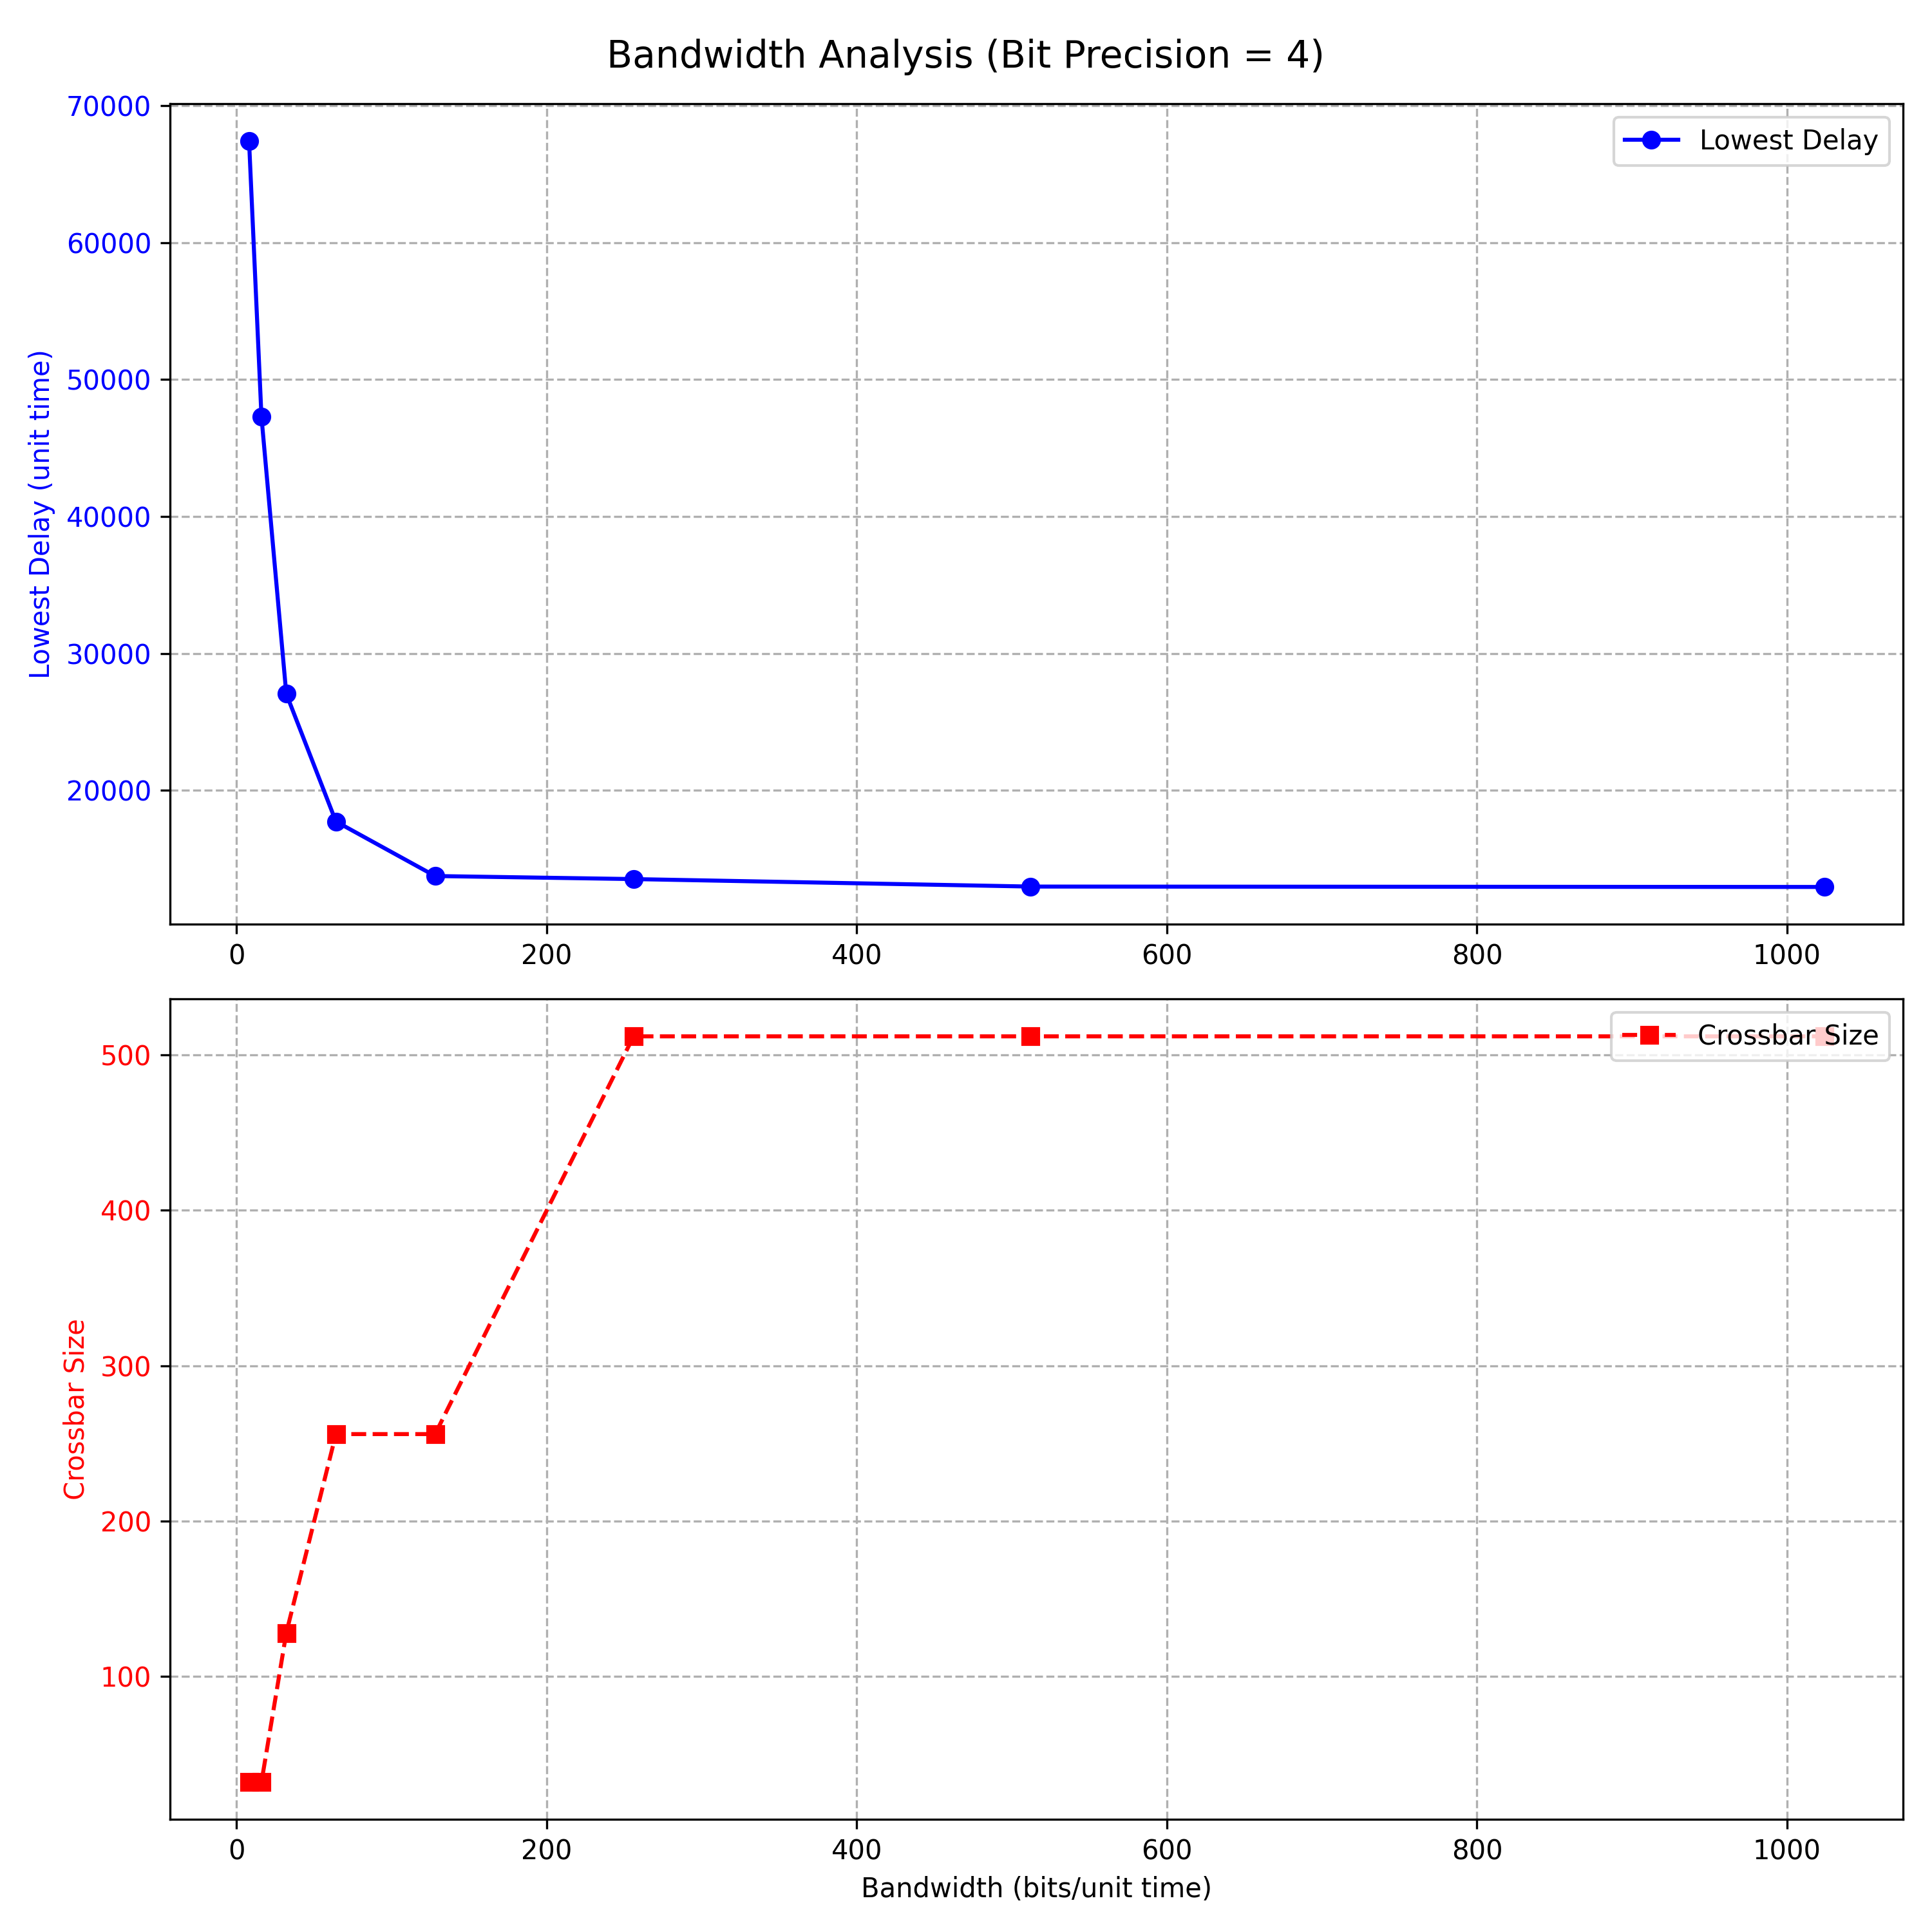 Bandwidth Analysis (Bit Precision = 4)
70000
60000
50000
40000
30000
20000
Lowest Delay (unit time)
Lowest Delay
0 200 400 600 800 1000
500
400
300
200
100
Crossbar Size
Crossbar Size
0 200 400 600 800 1000
Bandwidth (bits/unit time)